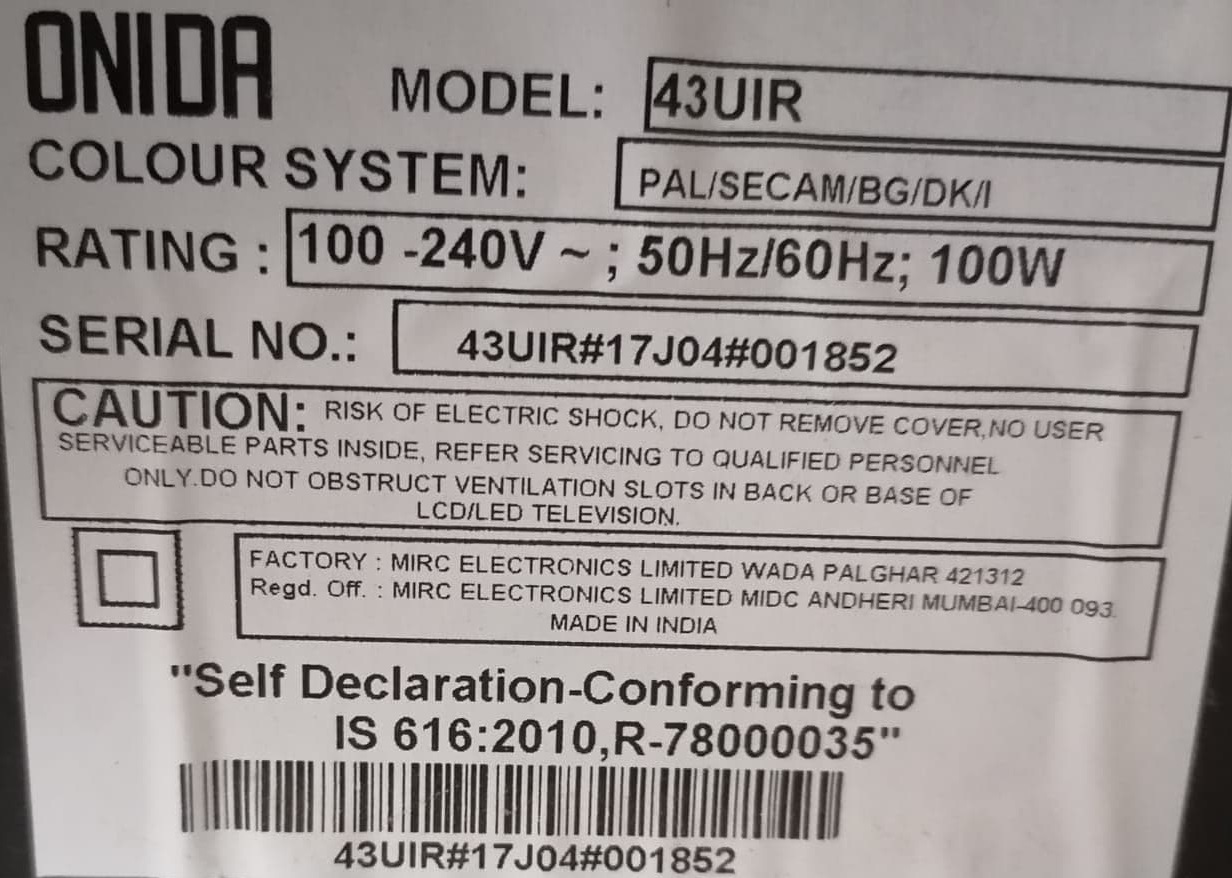 ONIDA
MODEL: 43UIR
COLOUR SYSTEM: PAL/SECAM/BG/DK/I
RATING : 100 -240V ~ ; 50Hz/60Hz; 100W
SERIAL NO.: 43UIR#17J04#001852
CAUTION: RISK OF ELECTRIC SHOCK, DO NOT REMOVE COVER,NO USER
SERVICEABLE PARTS INSIDE, REFER SERVICING TO QUALIFIED PERSONNEL
ONLY.DO NOT OBSTRUCT VENTILATION SLOTS IN BACK OR BASE OF
LCD/LED TELEVISION.
FACTORY : MIRC ELECTRONICS LIMITED WADA PALGHAR 421312
Regd. Off. : MIRC ELECTRONICS LIMITED MIDC ANDHERI MUMBAI-400 093.
MADE IN INDIA
"Self Declaration-Conforming to
IS 616:2010,R-78000035"
43UIR#17J04#001852